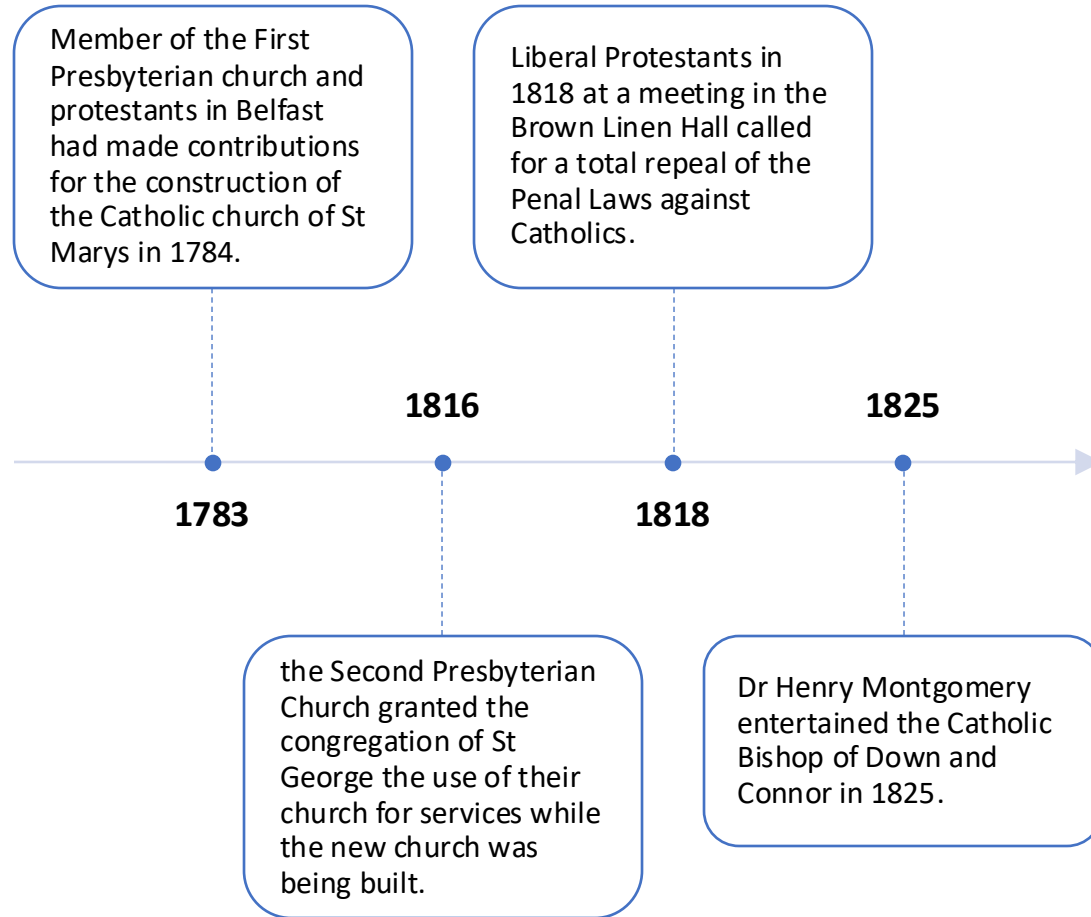 Member of the First
Presbyterian church and
protestants in Belfast
had made contributions
for the construction of
the Catholic church of St
Marys in 1784.
Liberal Protestants in
1818 at a meeting in the
Brown Linen Hall called
for a total repeal of the
Penal Laws against
Catholics.
1816
1825
1783
1818
the Second Presbyterian
Church granted the
congregation of St
George the use of their
church for services while
the new church was
being built.
Dr Henry Montgomery
entertained the Catholic
Bishop of Down and
Connor in 1825.